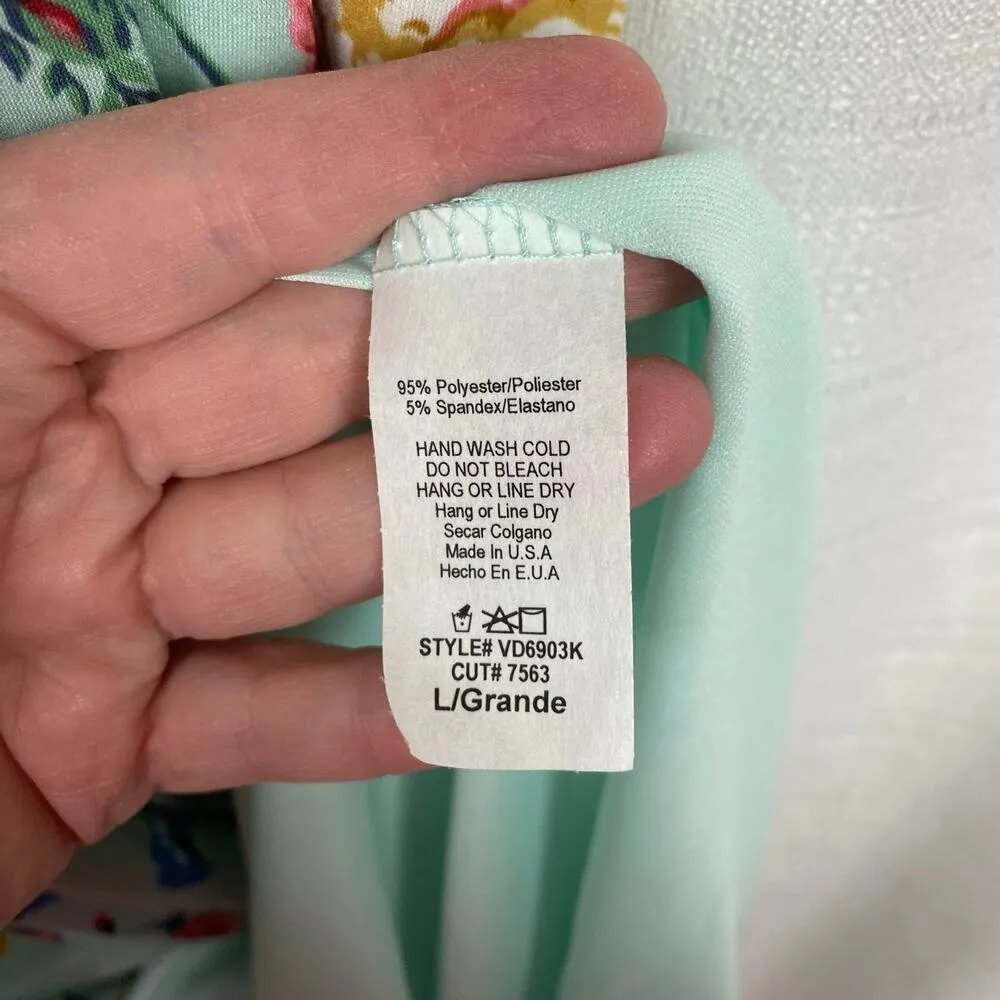 95% Polyester/Poliester
5% Spandex/Elastano
HAND WASH COLD
DO NOT BLEACH
HANG OR LINE DRY
Hang or Line Dry
Secar Colgano
Made In U.S.A
Hecho En E.U.A
STYLE# VD6903K
CUT# 7563
L/Grande